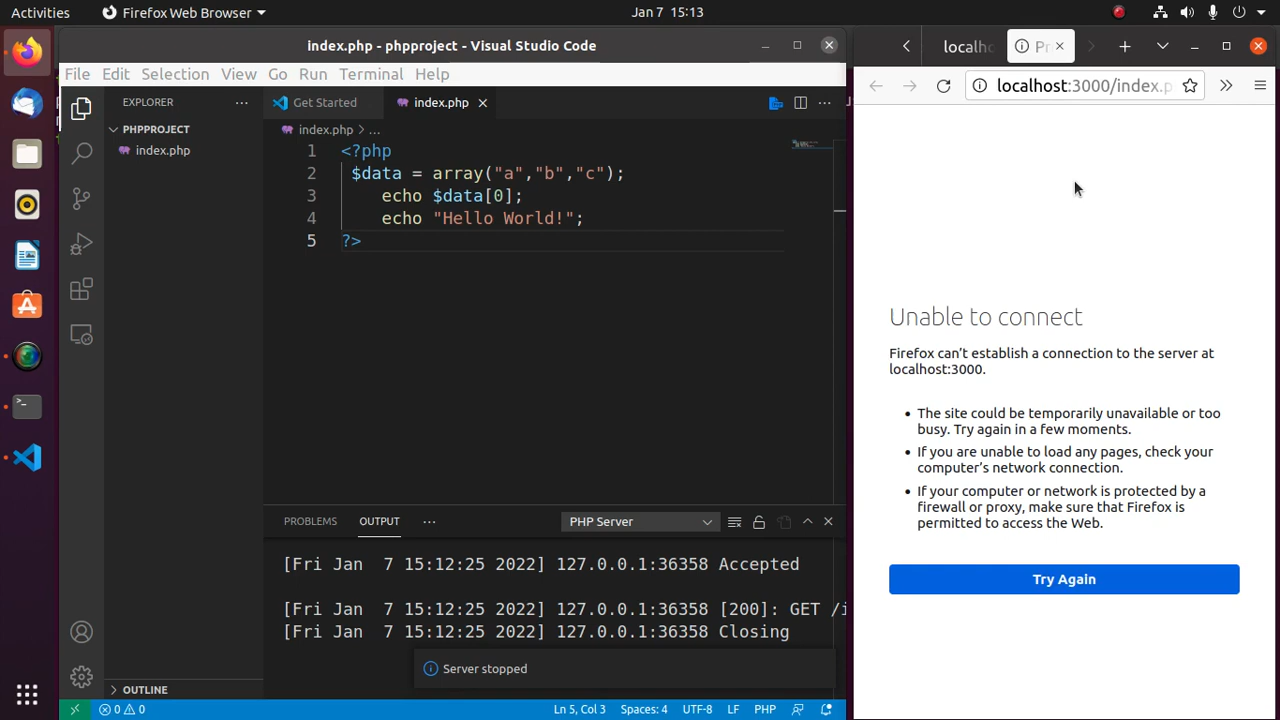 Activities
Firefox Web Browser
Jan 7 15:13
index.php - phpproject - Visual Studio Code
File Edit Selection View Go Run Terminal Help
EXPLORER
PHPPROJECT
index.php
OUTLINE
Get Started
index.php
index.php > ...
1 <?php
2 $data = array("a","b","c");
3 echo $data[0];
4 echo "Hello World!";
5 ?>
PROBLEMS OUTPUT
PHP Server
[Fri Jan 7 15:12:25 2022] 127.0.0.1:36358 Accepted
[Fri Jan 7 15:12:25 2022] 127.0.0.1:36358 [200]: GET /i
[Fri Jan 7 15:12:25 2022] 127.0.0.1:36358 Closing
Server stopped
0 0
Ln 5, Col 3
Spaces: 4
UTF-8
LF
PHP
localho
Pr
localhost:3000/index.p
Unable to connect
Firefox can't establish a connection to the server at
localhost:3000.
• The site could be temporarily unavailable or too
busy. Try again in a few moments.
• If you are unable to load any pages, check your
computer's network connection.
• If your computer or network is protected by a
firewall or proxy, make sure that Firefox is
permitted to access the Web.
Try Again